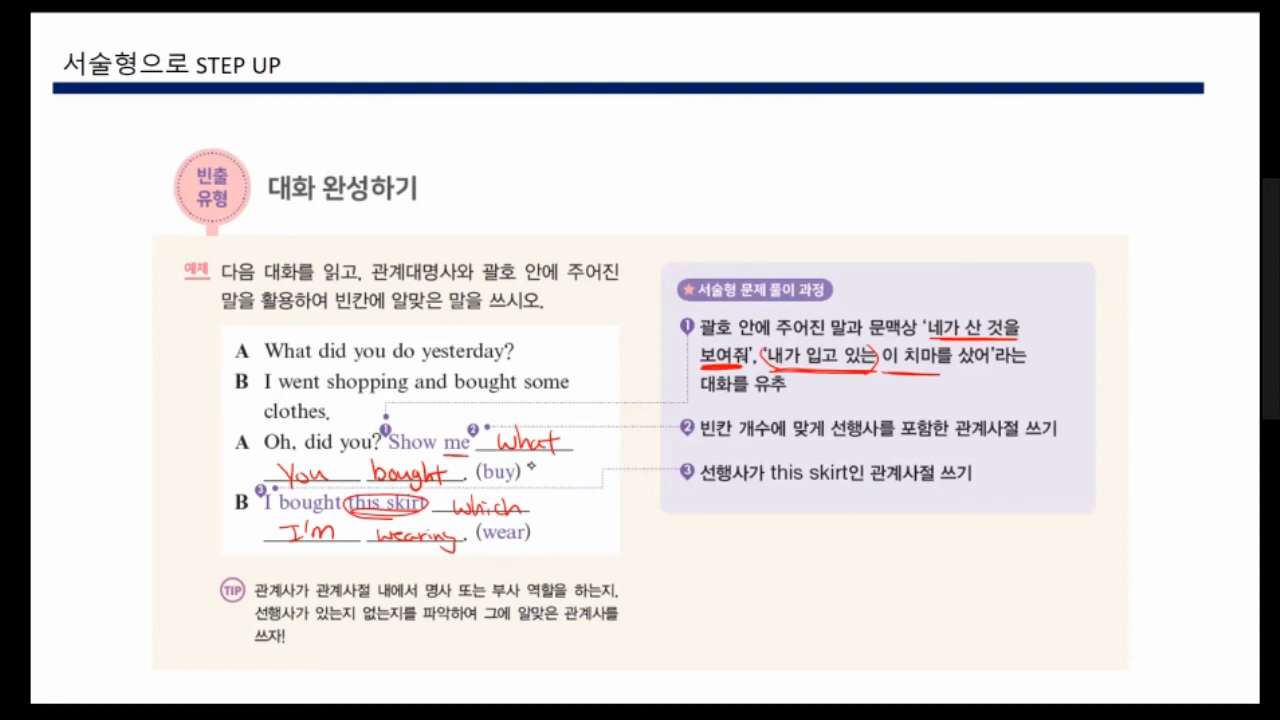 서술형으로 STEP UP
빈출
유형
대화 완성하기
예제 다음 대화를 읽고, 관계대명사와 괄호 안에 주어진
말을 활용하여 빈칸에 알맞은 말을 쓰시오.
A What did you do yesterday?
B I went shopping and bought some
clothes.
A Oh, did you? ❶Show me ❷ what
You bought. (buy)
B ❸I bought this skirt which
I'm wearing. (wear)
TIP 관계사가 관계사절 내에서 명사 또는 부사 역할을 하는지,
선행사가 있는지 없는지를 파악하여 그에 알맞은 관계사를
쓰자!
★ 서술형 문제 풀이 과정
❶ 괄호 안에 주어진 말과 문맥상 ‘네가 산 것을
보여줘’, ‘내가 입고 있는 이 치마를 샀어’라는
대화를 유추
❷ 빈칸 개수에 맞게 선행사를 포함한 관계사절 쓰기
❸ 선행사가 this skirt인 관계사절 쓰기